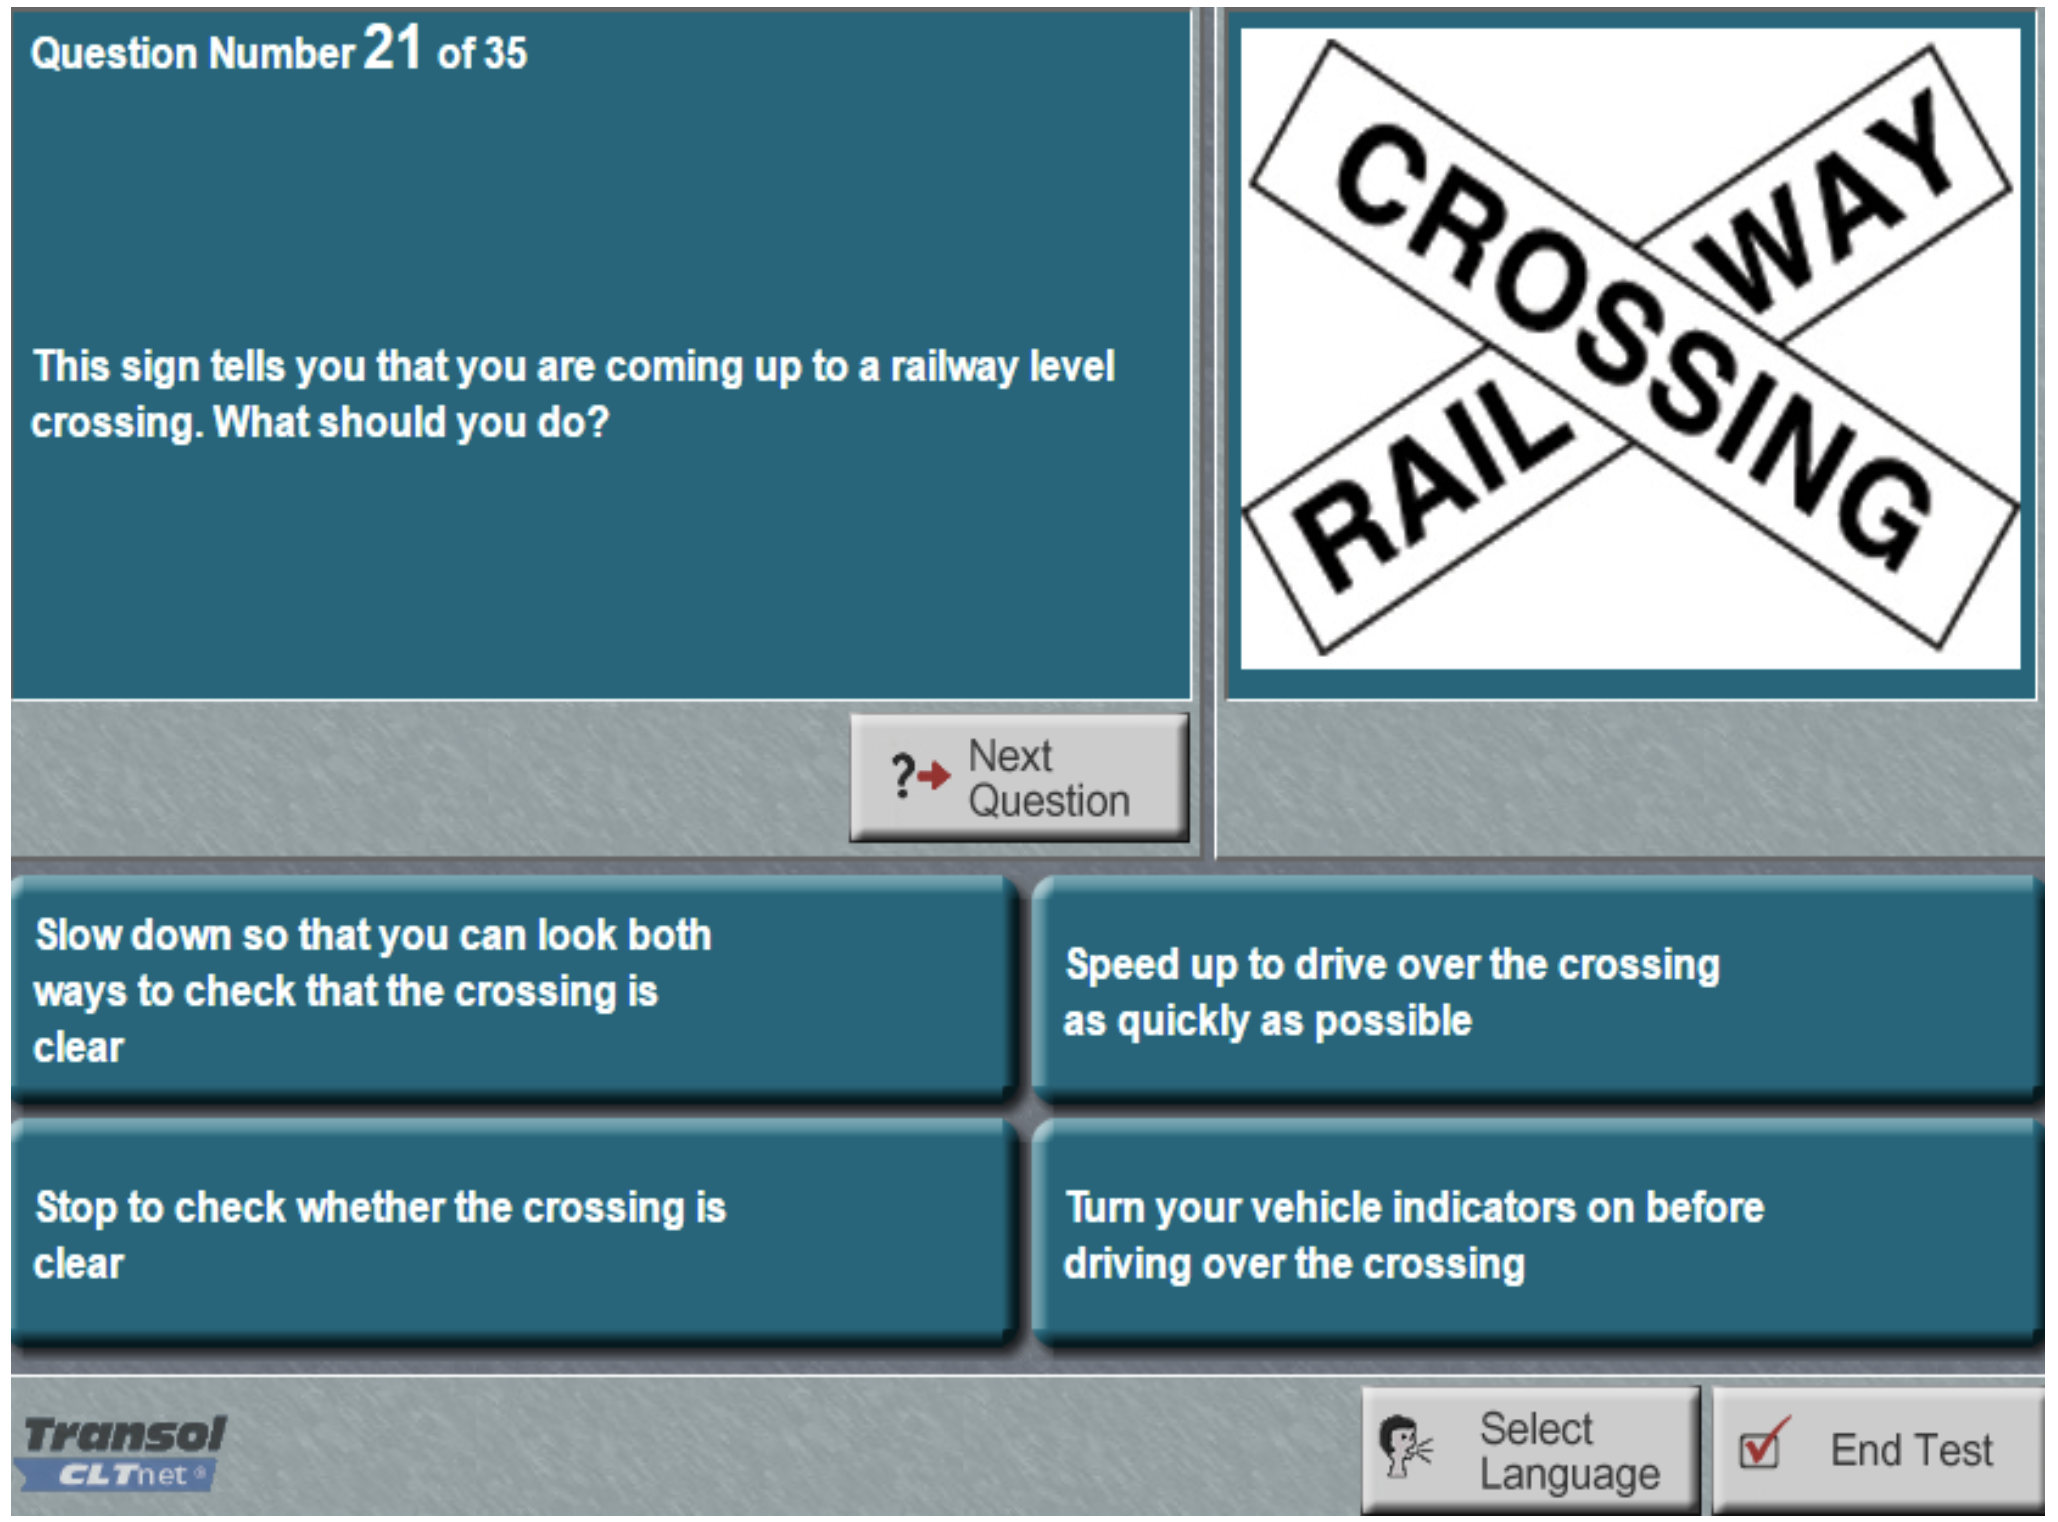 Question Number 21 of 35
This sign tells you that you are coming up to a railway level
crossing. What should you do?
CROSSING
RAIL WAY
Next
Question
Slow down so that you can look both
ways to check that the crossing is
clear
Speed up to drive over the crossing
as quickly as possible
Stop to check whether the crossing is
clear
Turn your vehicle indicators on before
driving over the crossing
Transol
CLTnet ®
Select
Language
End Test